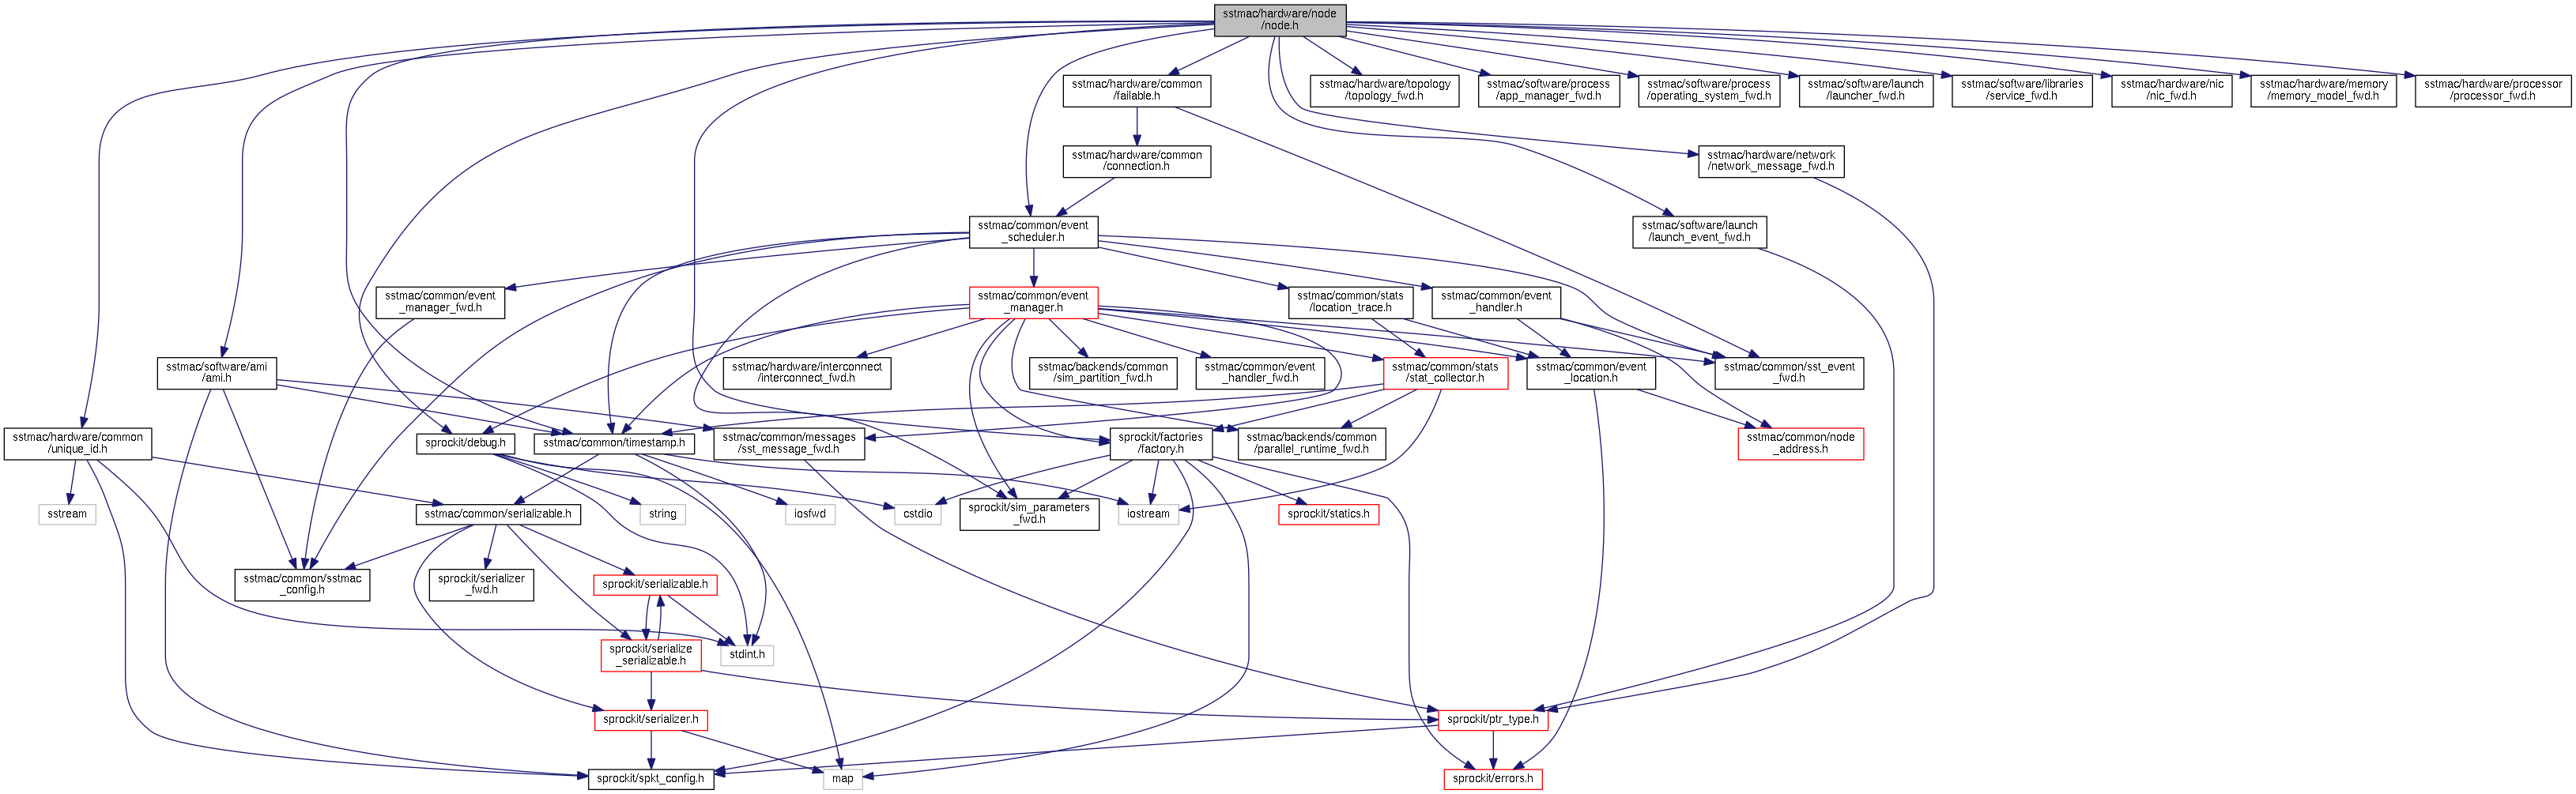 sstmac/hardware/node
/node.h
sstmac/hardware/common
/failable.h
sstmac/hardware/topology
/topology_fwd.h
sstmac/software/process
/app_manager_fwd.h
sstmac/software/process
/operating_system_fwd.h
sstmac/software/launch
/launcher_fwd.h
sstmac/software/libraries
/service_fwd.h
sstmac/hardware/nic
/nic_fwd.h
sstmac/hardware/memory
/memory_model_fwd.h
sstmac/hardware/processor
/processor_fwd.h
sstmac/hardware/common
/connection.h
sstmac/hardware/network
/network_message_fwd.h
sstmac/common/event
_scheduler.h
sstmac/software/launch
/launch_event_fwd.h
sstmac/common/event
_manager_fwd.h
sstmac/common/event
_manager.h
sstmac/common/stats
/location_trace.h
sstmac/common/event
_handler.h
sstmac/software/ami
/ami.h
sstmac/hardware/interconnect
/interconnect_fwd.h
sstmac/backends/common
/sim_partition_fwd.h
sstmac/common/event
_handler_fwd.h
sstmac/common/stats
/stat_collector.h
sstmac/common/event
_location.h
sstmac/common/sst_event
_fwd.h
sstmac/hardware/common
/unique_id.h
sprockit/debug.h
sstmac/common/timestamp.h
sstmac/common/messages
/sst_message_fwd.h
sprockit/factories
/factory.h
sstmac/backends/common
/parallel_runtime_fwd.h
sstmac/common/node
_address.h
sstream
sstmac/common/serializable.h
string
iosfwd
cstdio
sprockit/sim_parameters
_fwd.h
iostream
sprockit/statics.h
sstmac/common/sstmac
_config.h
sprockit/serializer
_fwd.h
sprockit/serializable.h
sprockit/serialize
_serializable.h
stdint.h
sprockit/serializer.h
sprockit/ptr_type.h
sprockit/spkt_config.h
map
sprockit/errors.h